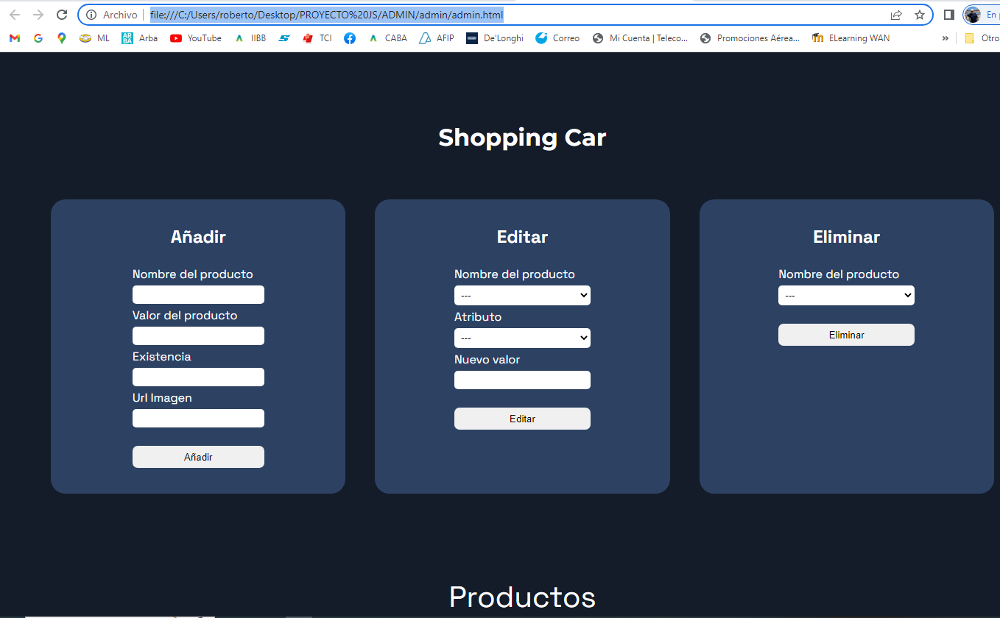 Archivo file:///C:/Users/roberto/Desktop/PROYECTO%20JS/ADMIN/admin/admin.html En p
ML ARBA Arba YouTube IIBB TCI CABA AFIP De'Longhi Correo Mi Cuenta | Teleco... Promociones Aérea... ELearning WAN » Otro
Shopping Car
Añadir
Nombre del producto
Valor del producto
Existencia
Url Imagen
Añadir
Editar
Nombre del producto
---
Atributo
---
Nuevo valor
Editar
Eliminar
Nombre del producto
---
Eliminar
Productos